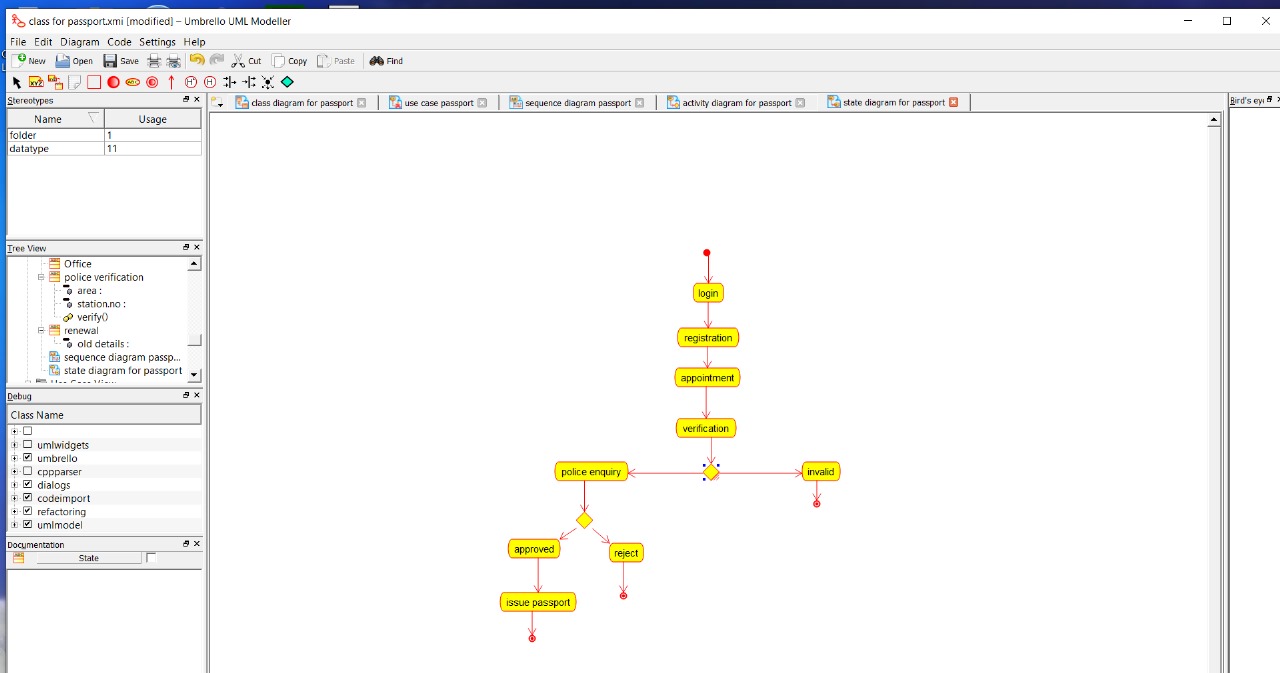 class for passport.xmi [modified] – Umbrello UML Modeller
File Edit Diagram Code Settings Help
New Open Save Cut Copy Paste Find
Stereotypes
Name Usage
folder 1
datatype 11
class diagram for passport use case passport sequence diagram passport activity diagram for passport state diagram for passport
Bird's ey
Tree View
Office
police verification
area :
station.no :
verify()
renewal
old details :
sequence diagram passp...
state diagram for passport
Debug
Class Name
umlwidgets
umbrello
cppparser
dialogs
codeimport
refactoring
umlmodel
Documentation
State
login
registration
appointment
verification
police enquiry invalid
approved reject
issue passport